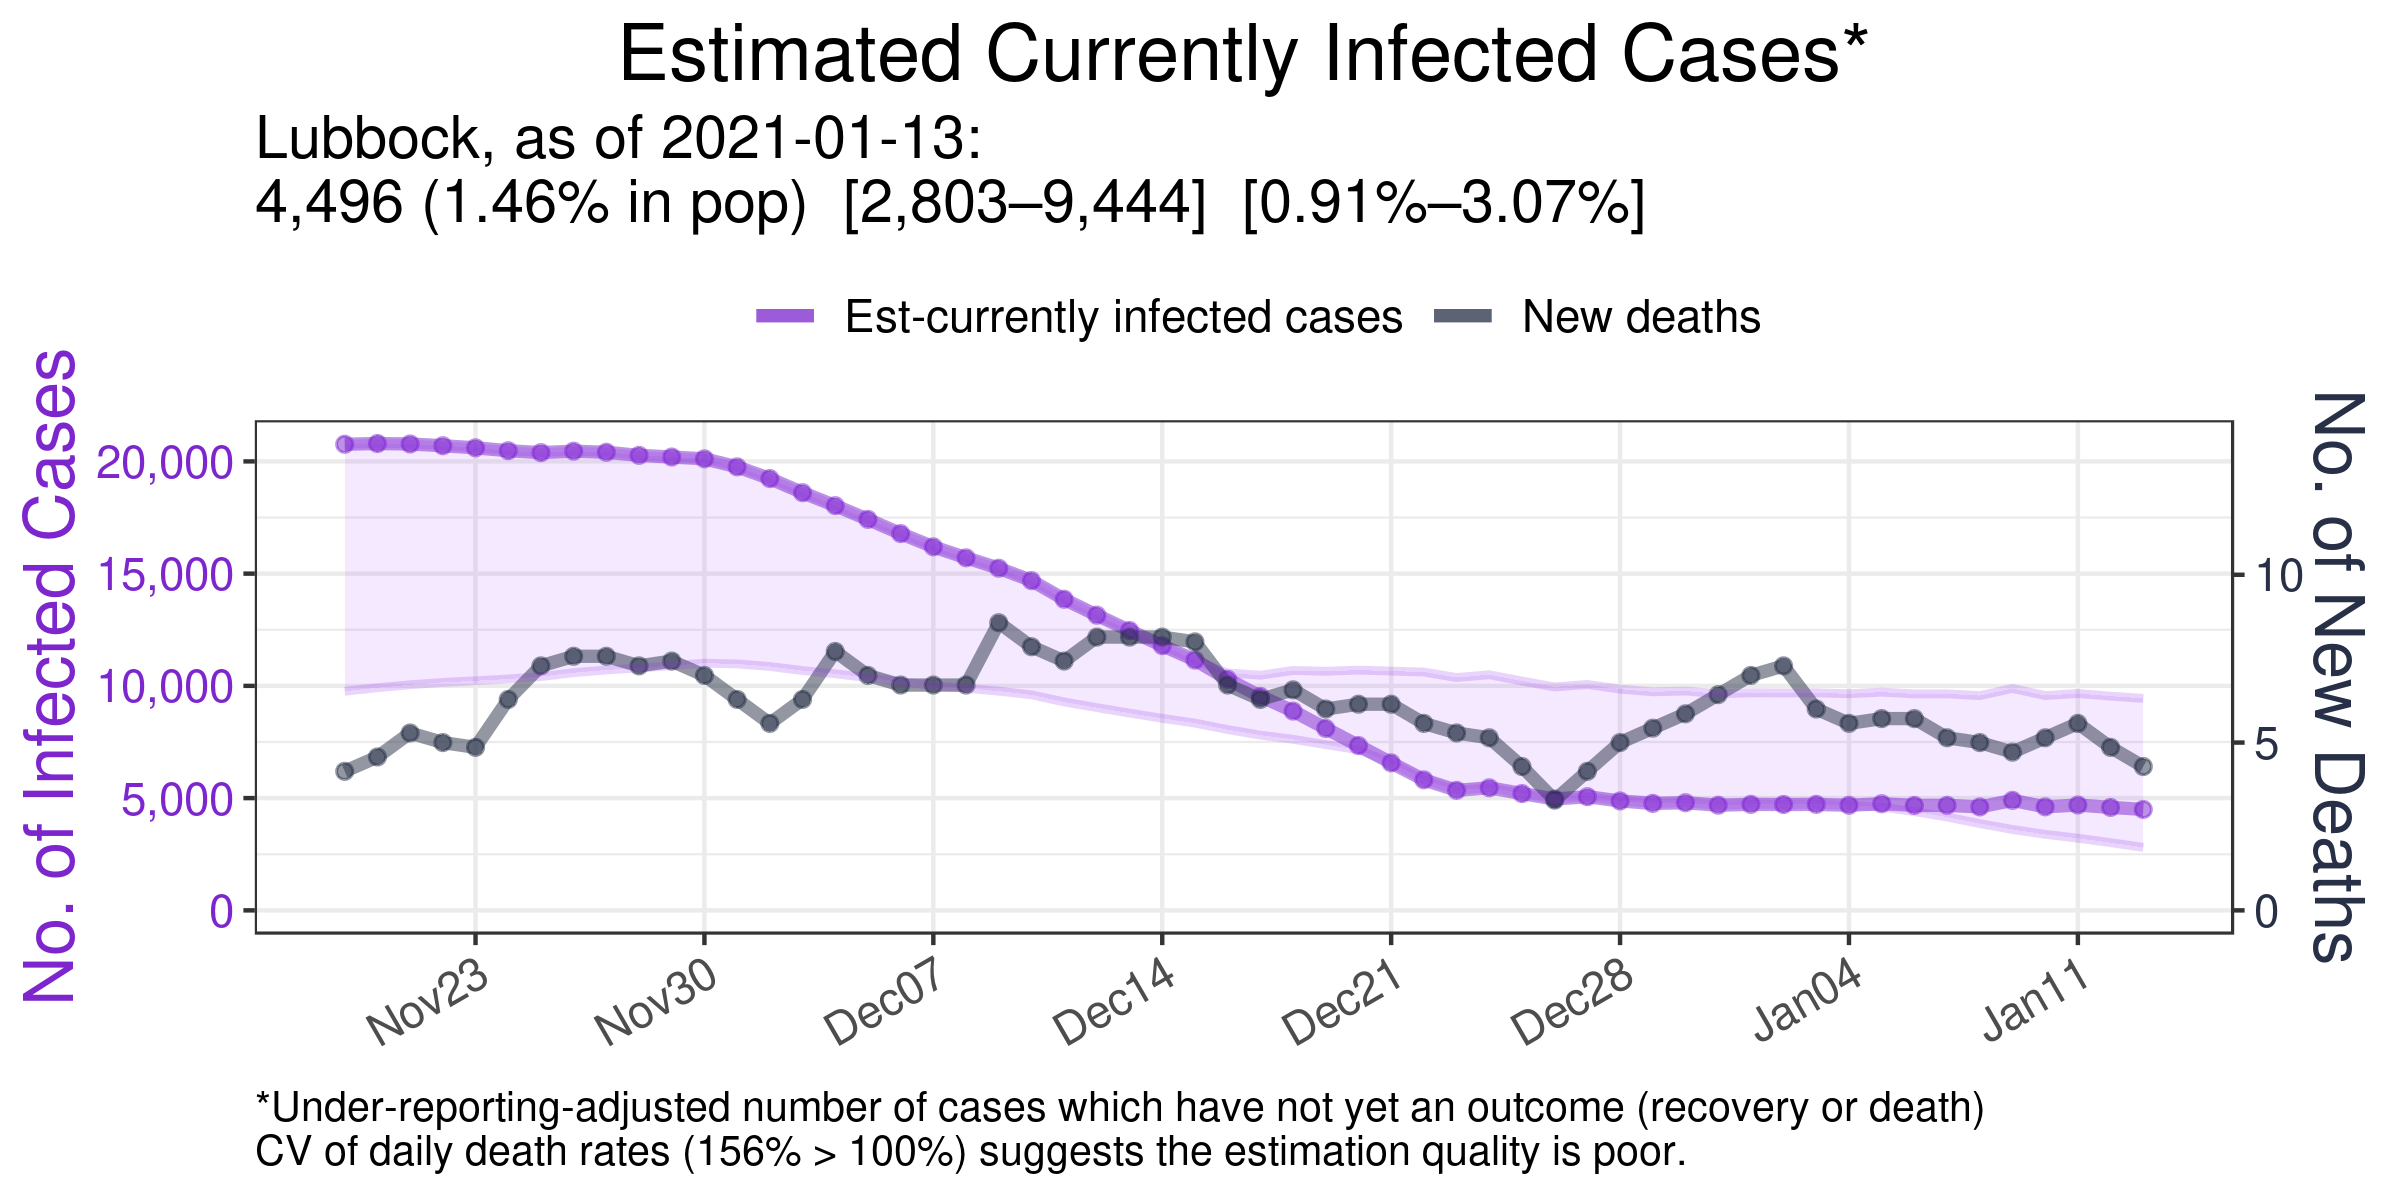 Estimated Currently Infected Cases*
Lubbock, as of 2021-01-13:
4,496 (1.46% in pop)  [2,803–9,444]  [0.91%–3.07%]
Est-currently infected cases
New deaths
No. of Infected Cases
20,000
15,000
10,000
5,000
0
No. of New Deaths
10
5
0
Nov23
Nov30
Dec07
Dec14
Dec21
Dec28
Jan04
Jan11
*Under-reporting-adjusted number of cases which have not yet an outcome (recovery or death)
CV of daily death rates (156% > 100%) suggests the estimation quality is poor.